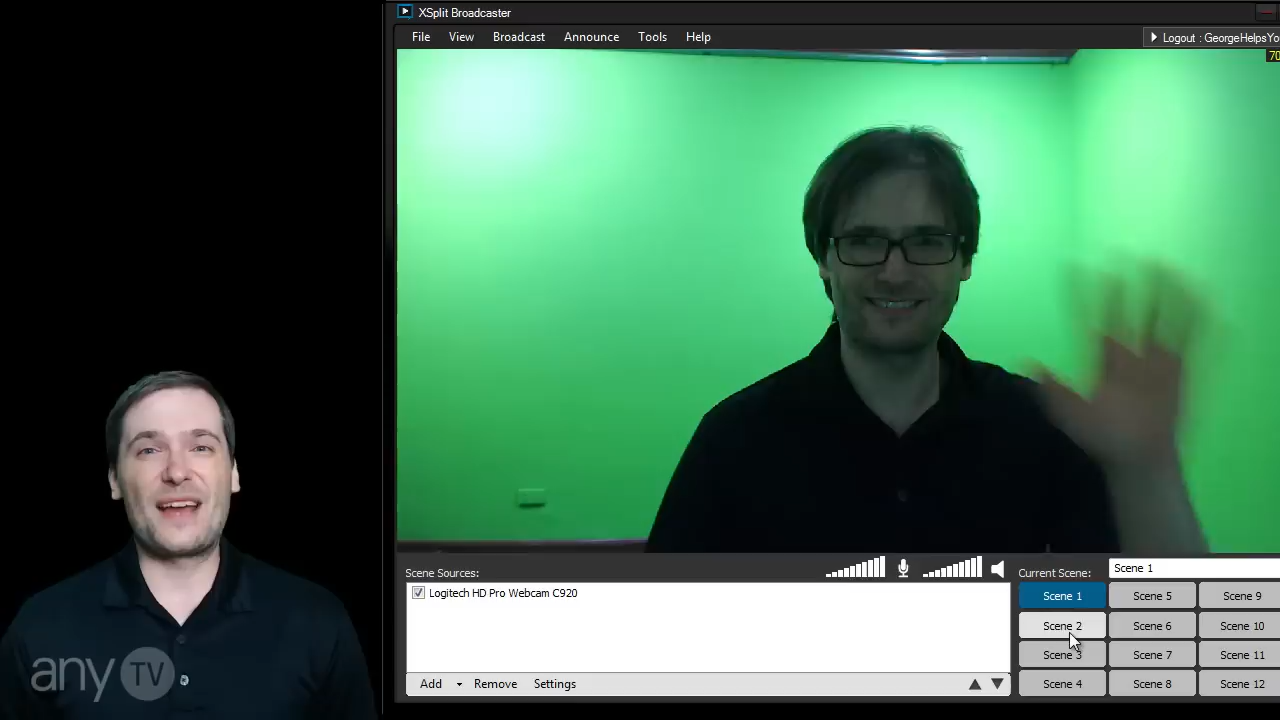 XSplit Broadcaster
File View Broadcast Announce Tools Help
Logout : GeorgeHelpsYo
70
Scene Sources:
Current Scene: Scene 1
Logitech HD Pro Webcam C920
Scene 1 Scene 5 Scene 9
Scene 2 Scene 6 Scene 10
Scene 3 Scene 7 Scene 11
Scene 4 Scene 8 Scene 12
Add Remove Settings
any TV